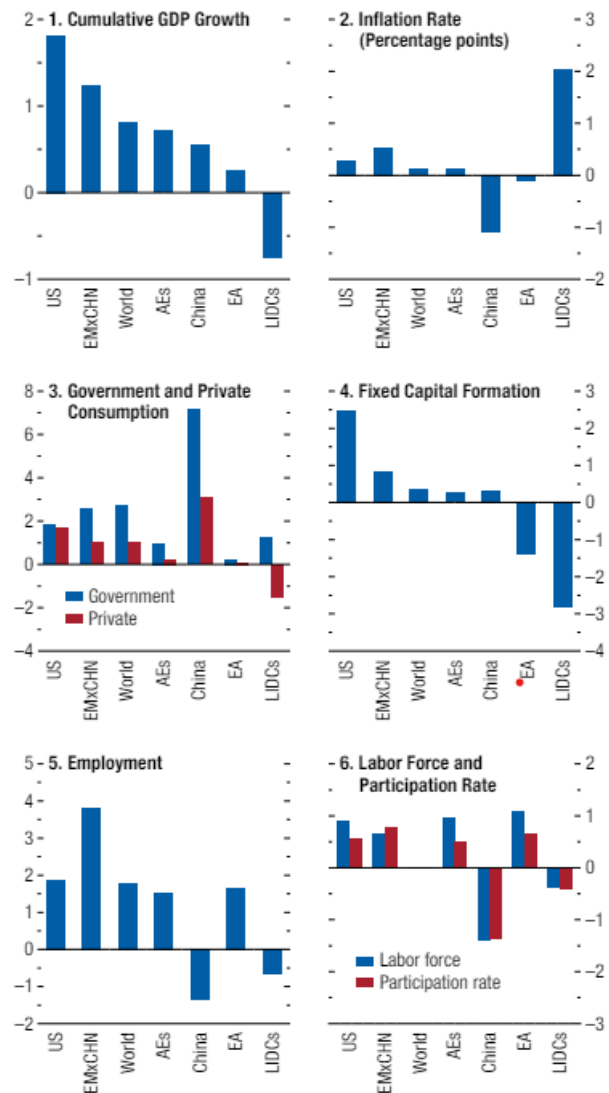 1. Cumulative GDP Growth
2
1
0
–1
US
EMxCHN
World
AEs
China
EA
LIDCs
2. Inflation Rate
(Percentage points)
3
2
1
0
–1
–2
US
EMxCHN
World
AEs
China
EA
LIDCs
3. Government and Private
Consumption
8
6
4
2
0
–2
–4
Government
Private
US
EMxCHN
World
AEs
China
EA
LIDCs
4. Fixed Capital Formation
3
2
1
0
–1
–2
–3
–4
US
EMxCHN
World
AEs
China
EA
LIDCs
5. Employment
5
4
3
2
1
0
–1
–2
US
EMxCHN
World
AEs
China
EA
LIDCs
6. Labor Force and
Participation Rate
2
1
0
–1
–2
–3
Labor force
Participation rate
US
EMxCHN
World
AEs
China
EA
LIDCs